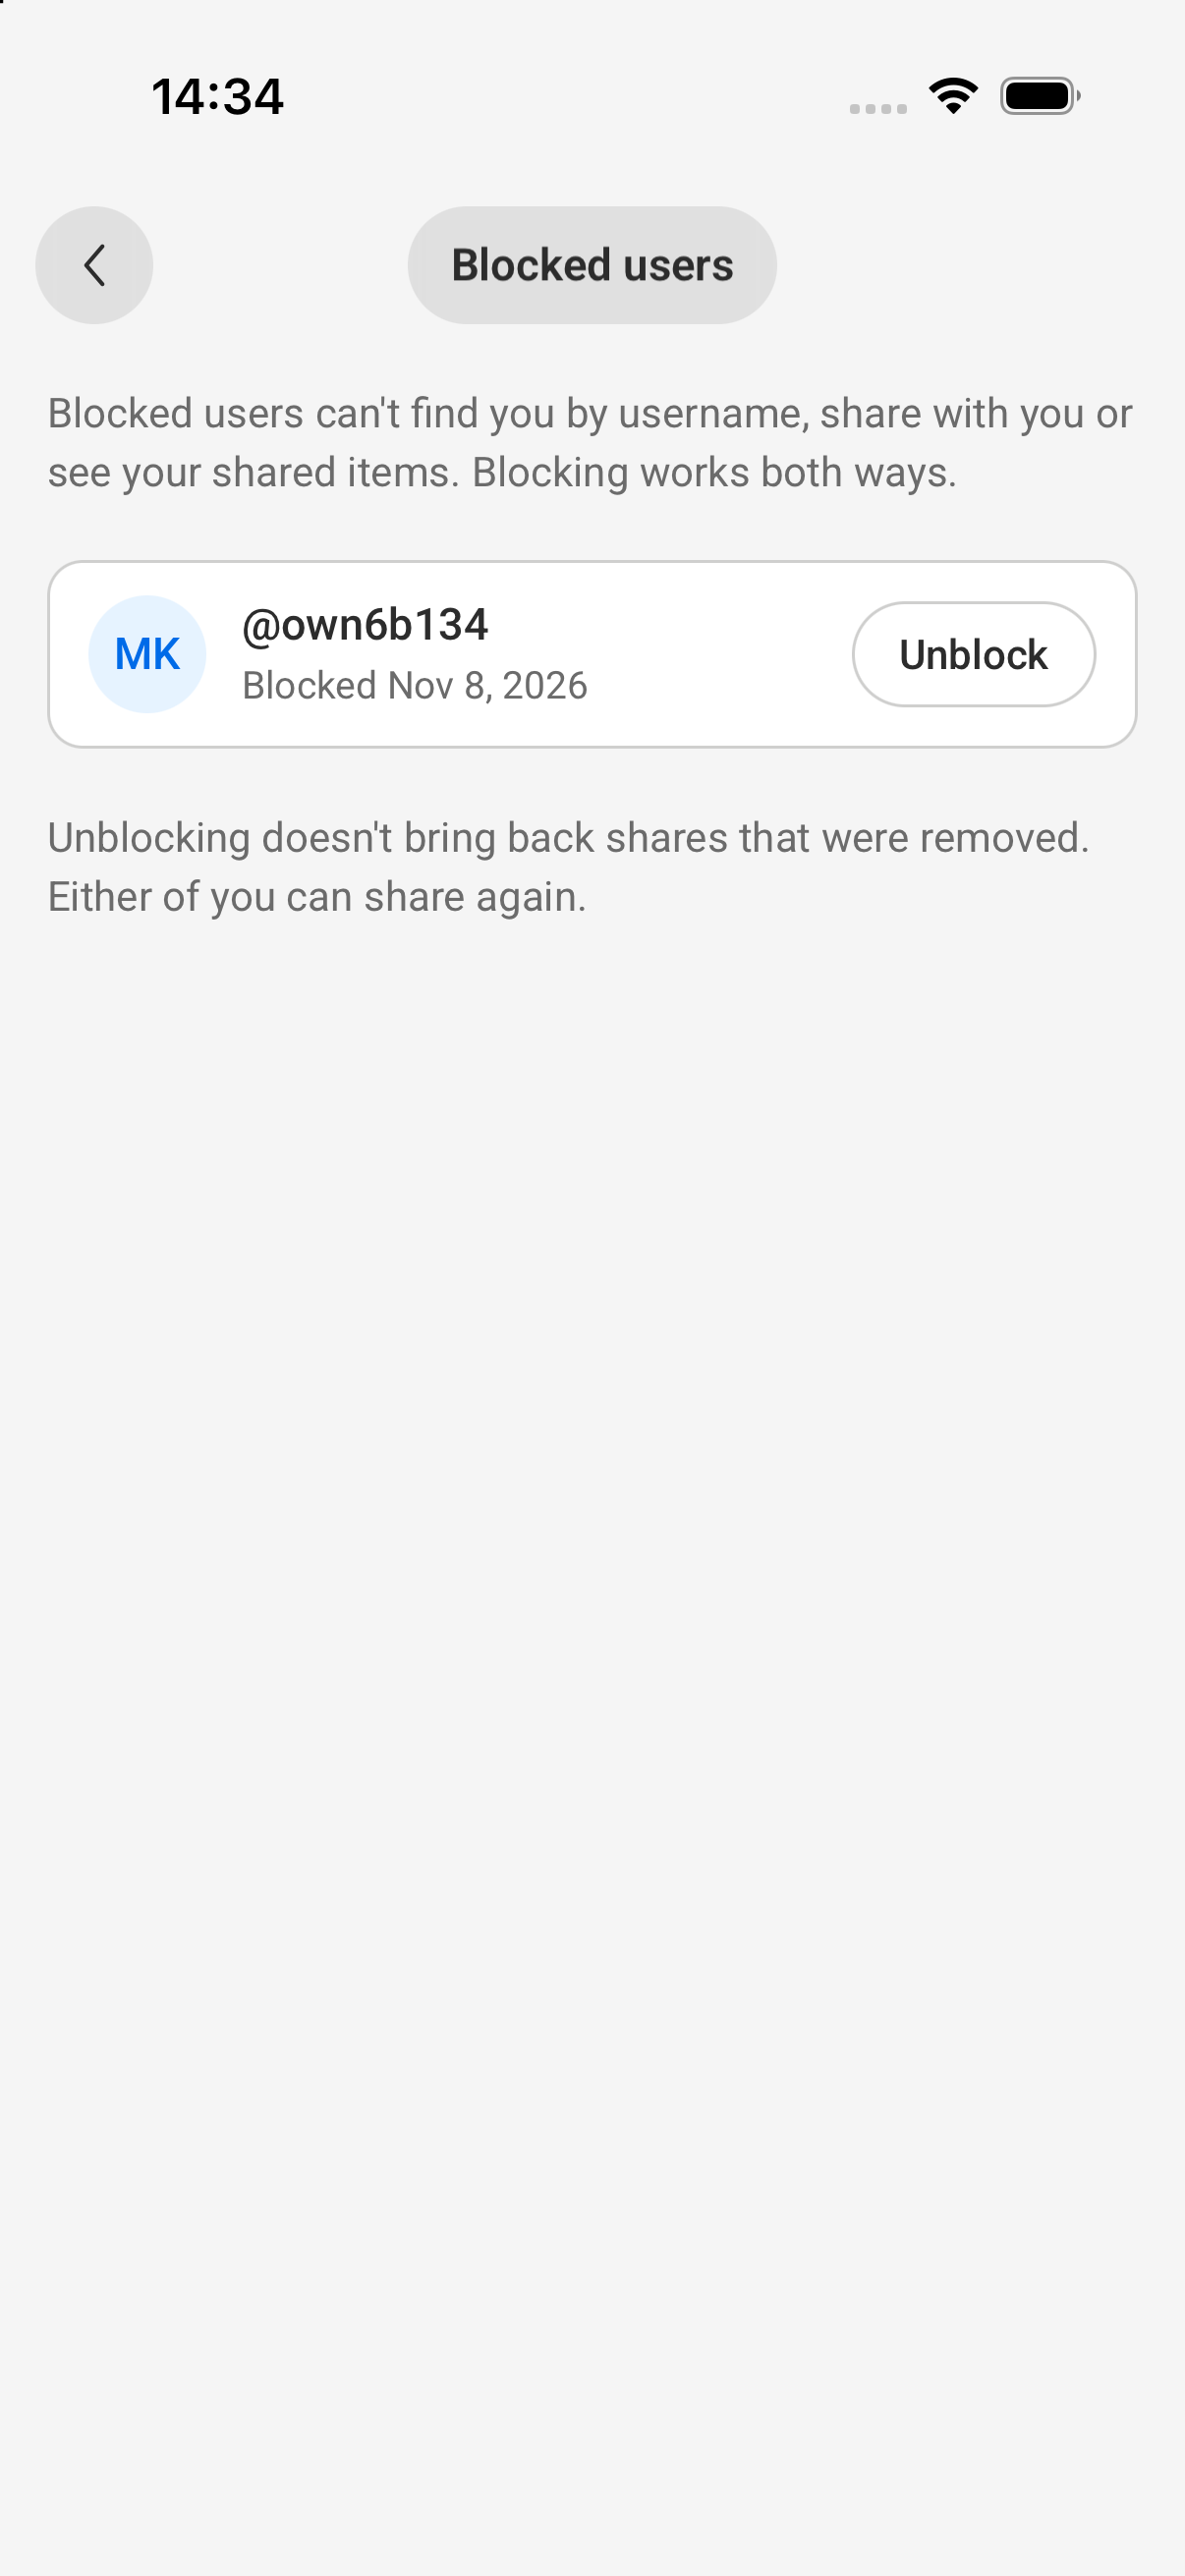 14:34
Blocked users
Blocked users can't find you by username, share with you or
see your shared items. Blocking works both ways.
MK
@own6b134
Blocked Nov 8, 2026
Unblock
Unblocking doesn't bring back shares that were removed.
Either of you can share again.